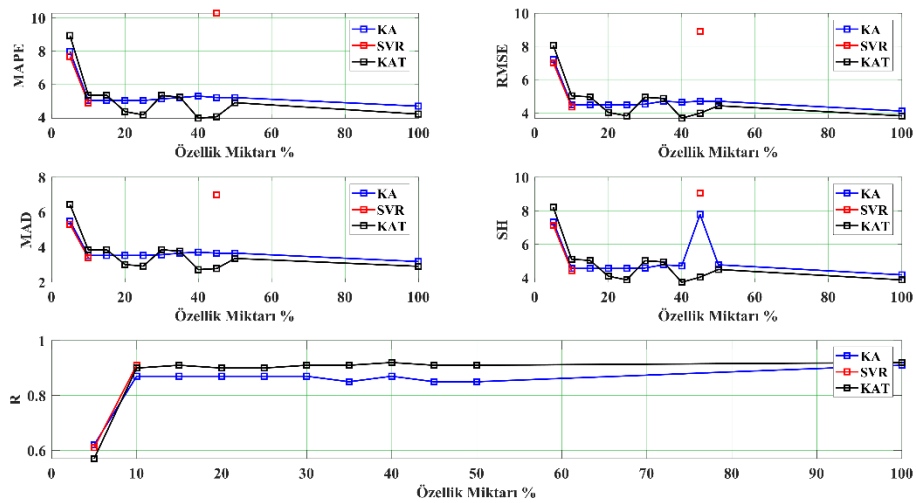 10
8
6
4
MAPE
0 20 40 60 80 100
Özellik Miktarı %
KA
SVR
KAT
10
8
6
4
RMSE
0 20 40 60 80 100
Özellik Miktarı %
KA
SVR
KAT
8
6
4
2
MAD
0 20 40 60 80 100
Özellik Miktarı %
KA
SVR
KAT
10
8
6
4
SH
0 20 40 60 80 100
Özellik Miktarı %
KA
SVR
KAT
1
0.8
0.6
R
0 10 20 30 40 50 60 70 80 90 100
Özellik Miktarı %
KA
SVR
KAT